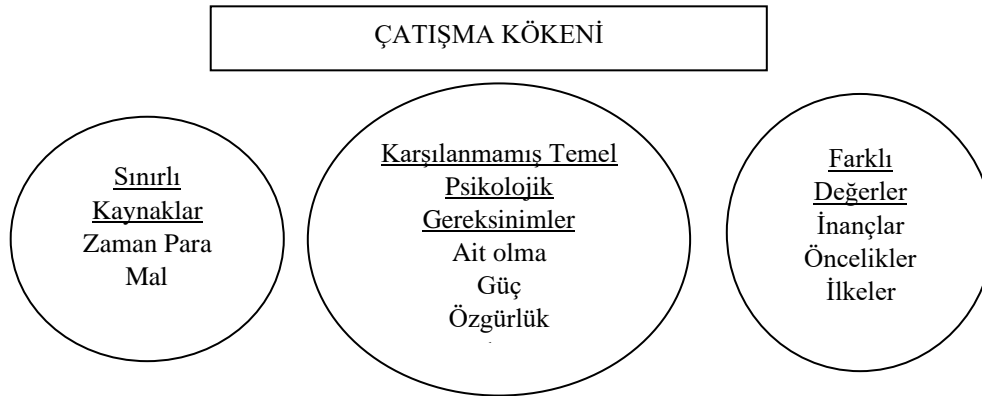 ÇATIŞMA KÖKENİ
Sınırlı
Kaynaklar
Zaman Para
Mal
Karşılanmamış Temel
Psikolojik
Gereksinimler
Ait olma
Güç
Özgürlük
Farklı
Değerler
İnançlar
Öncelikler
İlkeler